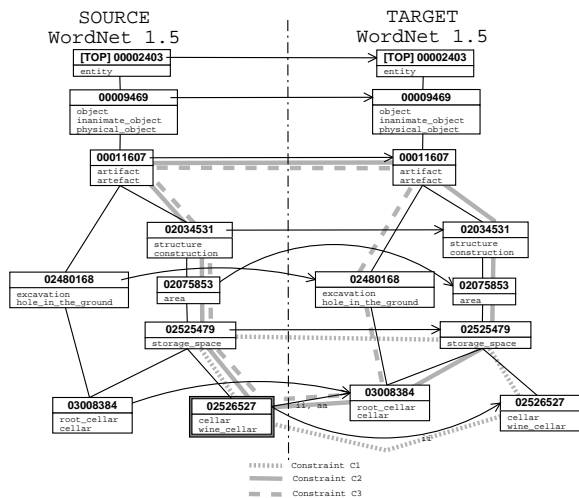 SOURCE
WordNet 1.5
TARGET
WordNet 1.5
[TOP] 00002403
entity
[TOP] 00002403
entity
00009469
object
inanimate_object
physical_object
00009469
object
inanimate_object
physical_object
00011607
artifact
artefact
00011607
artifact
artefact
02034531
structure
construction
02034531
structure
construction
02480168
excavation
hole_in_the_ground
02075853
area
02480168
excavation
hole_in_the_ground
02075853
area
02525479
storage_space
02525479
storage_space
03008384
root_cellar
cellar
02526527
cellar
wine_cellar
ii, aa
03008384
root_cellar
cellar
02526527
cellar
wine_cellar
ii
Constraint C1
Constraint C2
Constraint C3